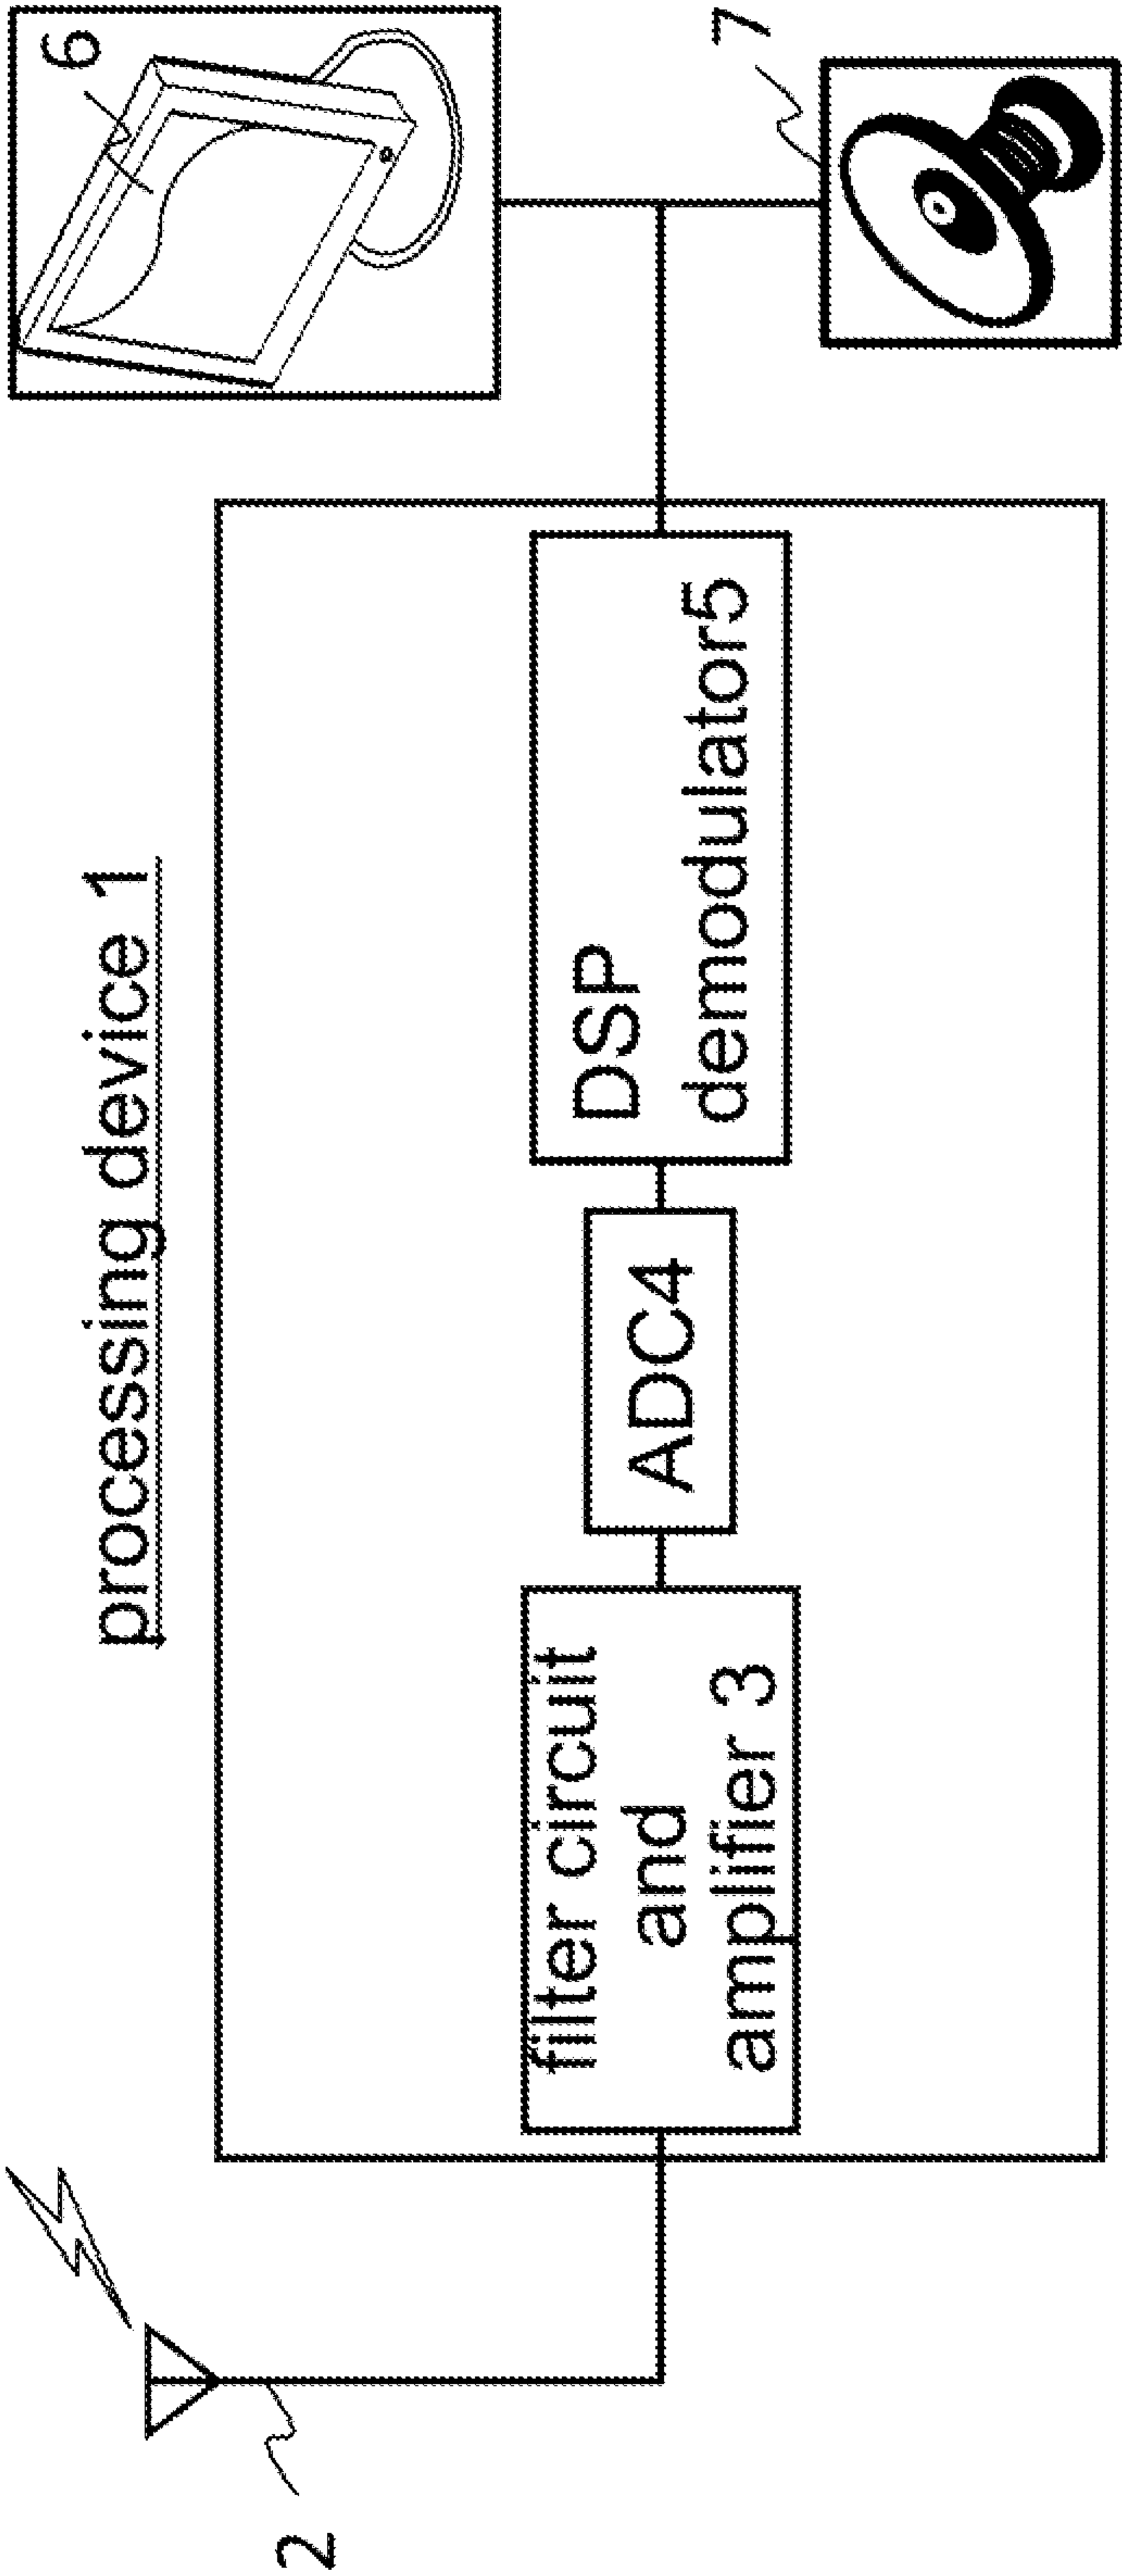 processing device 1
2
filter circuit
and
amplifier 3
ADC4
DSP
demodulator5
6
7